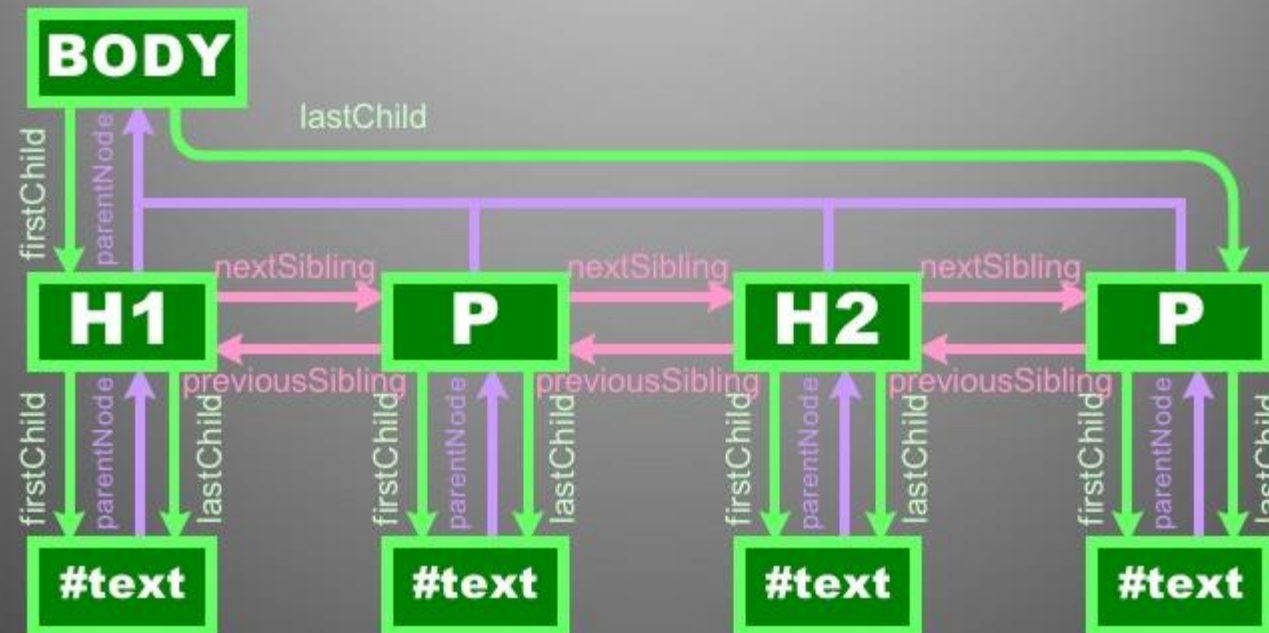 BODY
lastChild
firstChild
parentNode
nextSibling
nextSibling
nextSibling
H1
P
H2
P
previousSibling
previousSibling
previousSibling
firstChild
parentNode
lastChild
firstChild
parentNode
lastChild
firstChild
parentNode
lastChild
firstChild
parentNode
lastChild
#text
#text
#text
#text